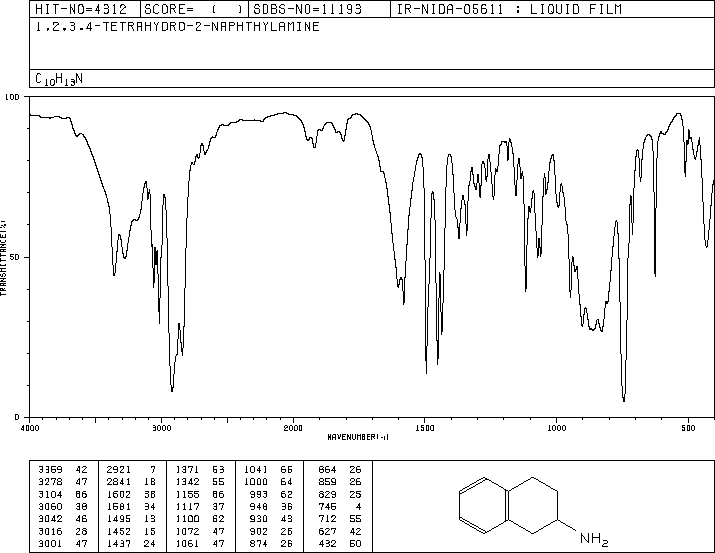 HIT-NO=4312 SCORE= ( ) SDBS-NO=11193 IR-NIDA-05611 : LIQUID FILM
1,2,3,4-TETRAHYDRO-2-NAPHTHYLAMINE
C10H13N
100
50
0
TRANSMITTANCE(%)
4000 3000 2000 1500 1000 500
WAVENUMBER(-1)
3359 42 2921 7 1371 53 1041 66 864 26
3278 47 2841 18 1342 55 1000 64 859 26
3104 66 1602 38 1155 66 993 62 829 25
3060 38 1581 34 1117 37 948 36 745 4
3042 46 1495 13 1100 62 930 43 712 55
3016 28 1452 15 1072 47 902 26 627 42
3001 47 1437 24 1061 47 874 26 432 50
NH2